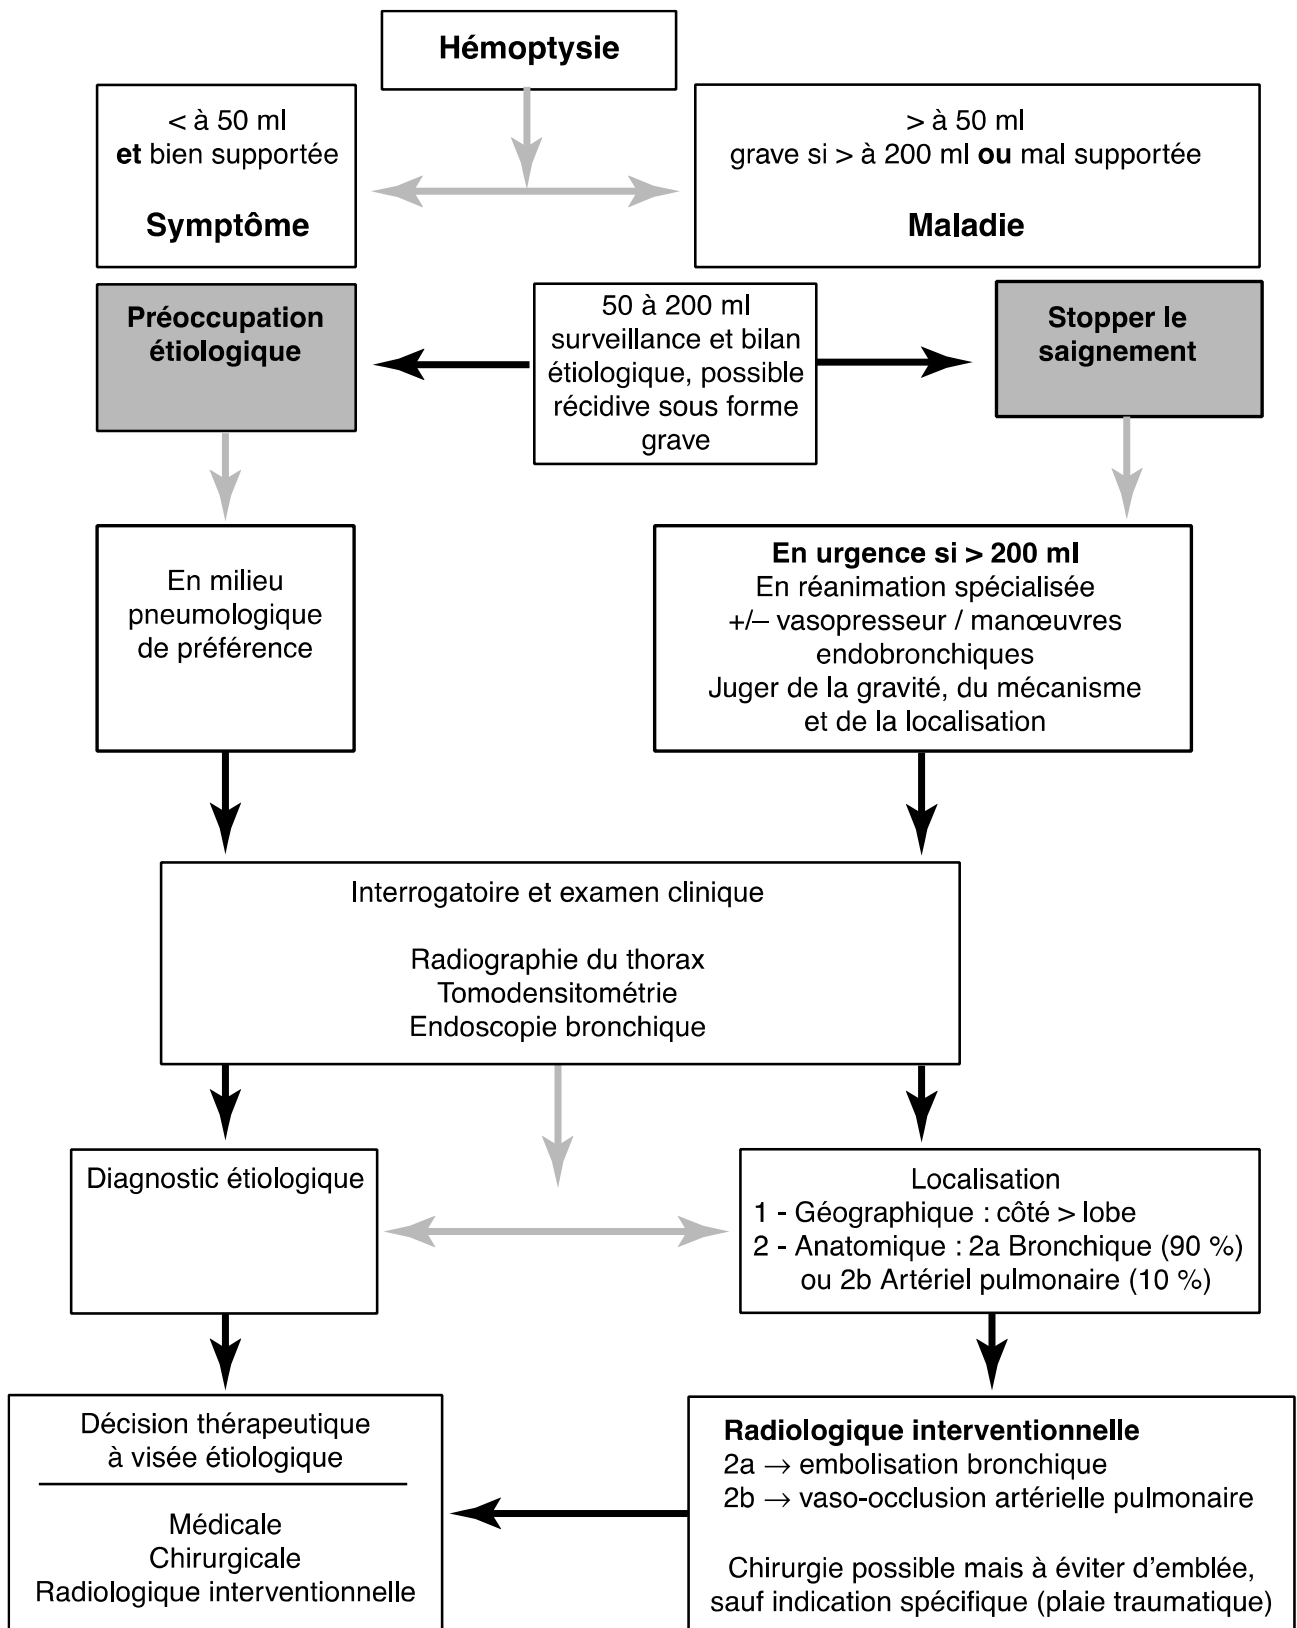 Hémoptysie
< à 50 ml
et bien supportée
Symptôme
> à 50 ml
grave si > à 200 ml ou mal supportée
Maladie
Préoccupation
étiologique
50 à 200 ml
surveillance et bilan
étiologique, possible
récidive sous forme
grave
Stopper le
saignement
En milieu
pneumologique
de préférence
En urgence si > 200 ml
En réanimation spécialisée
+/– vasopresseur / manœuvres
endobronchiques
Juger de la gravité, du mécanisme
et de la localisation
Interrogatoire et examen clinique
Radiographie du thorax
Tomodensitométrie
Endoscopie bronchique
Diagnostic étiologique
Localisation
1 - Géographique : côté > lobe
2 - Anatomique : 2a Bronchique (90 %)
ou 2b Artériel pulmonaire (10 %)
Décision thérapeutique
à visée étiologique
Médicale
Chirurgicale
Radiologique interventionnelle
Radiologique interventionnelle
2a → embolisation bronchique
2b → vaso-occlusion artérielle pulmonaire
Chirurgie possible mais à éviter d'emblée,
sauf indication spécifique (plaie traumatique)